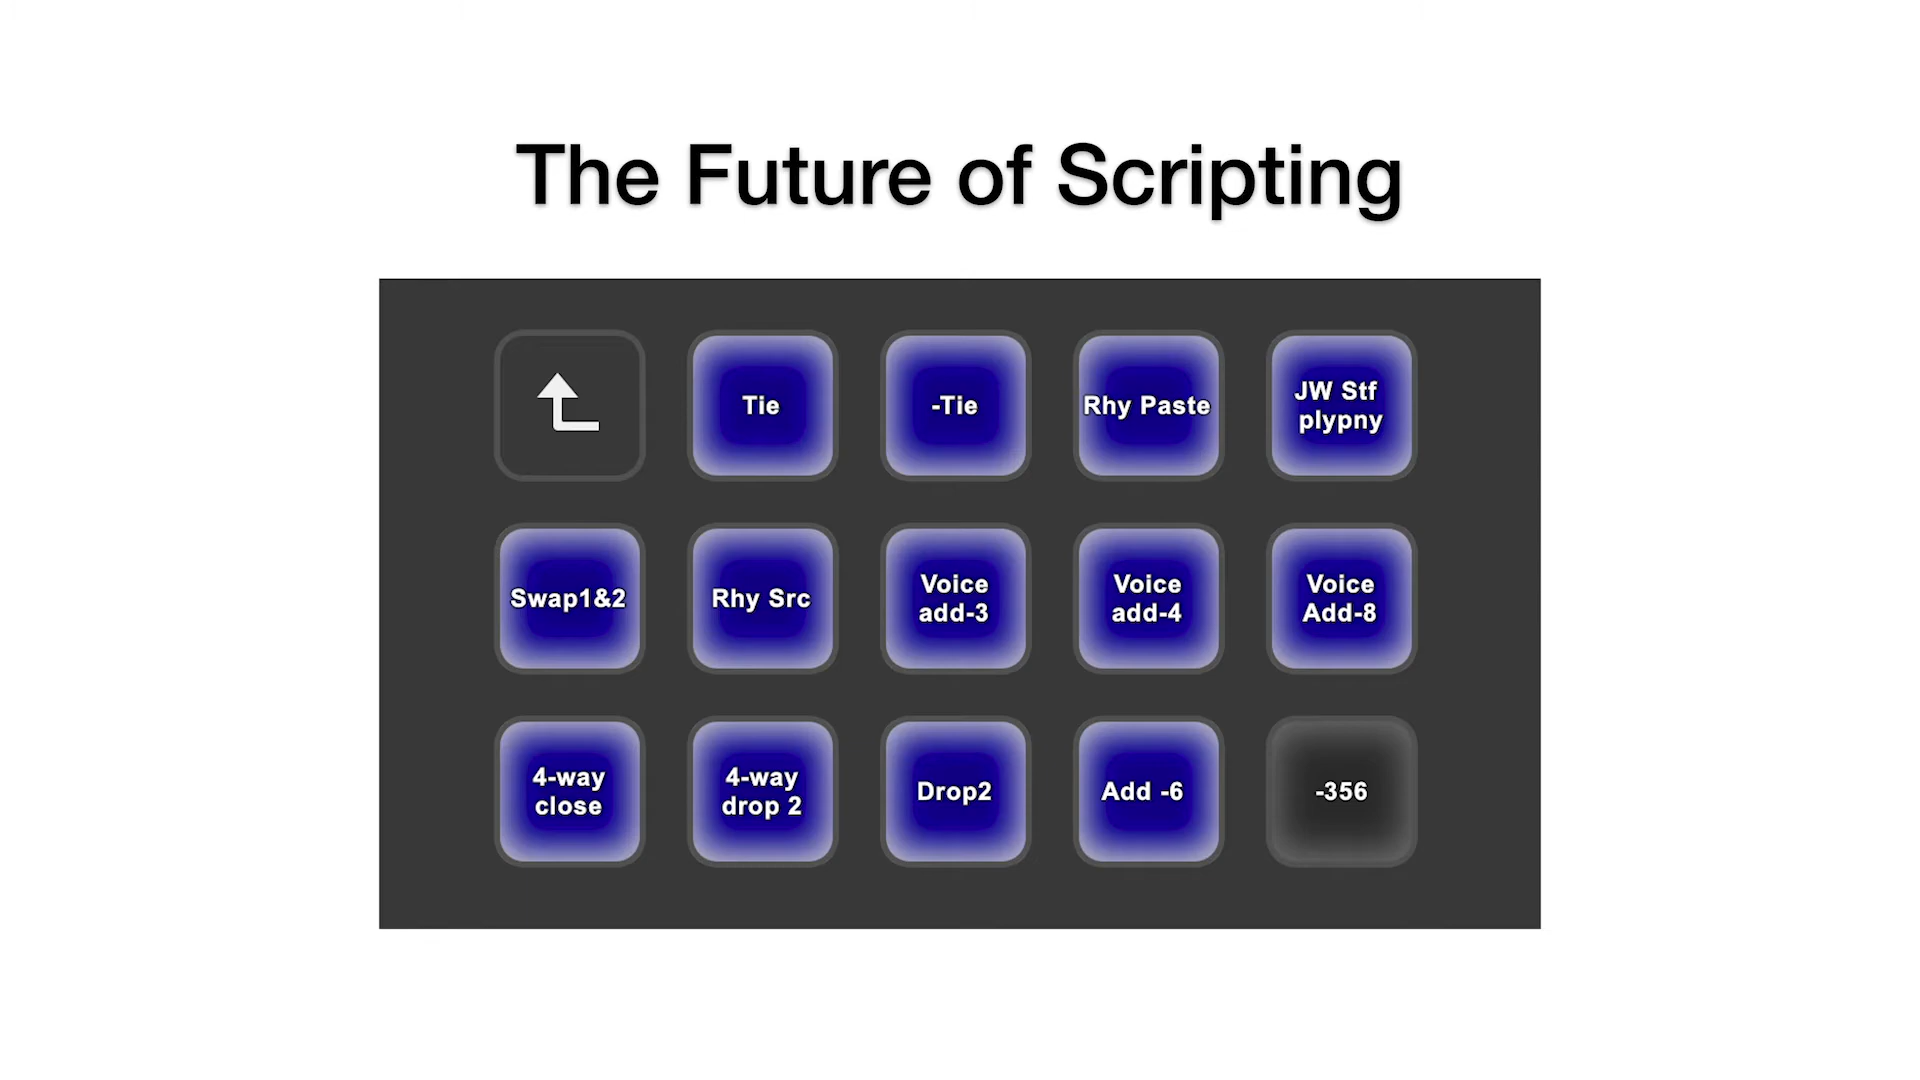 The Future of Scripting
Tie
-Tie
Rhy Paste
JW Stf
plypny
Swap1&2
Rhy Src
Voice
add-3
Voice
add-4
Voice
Add-8
4-way
close
4-way
drop 2
Drop2
Add -6
-356